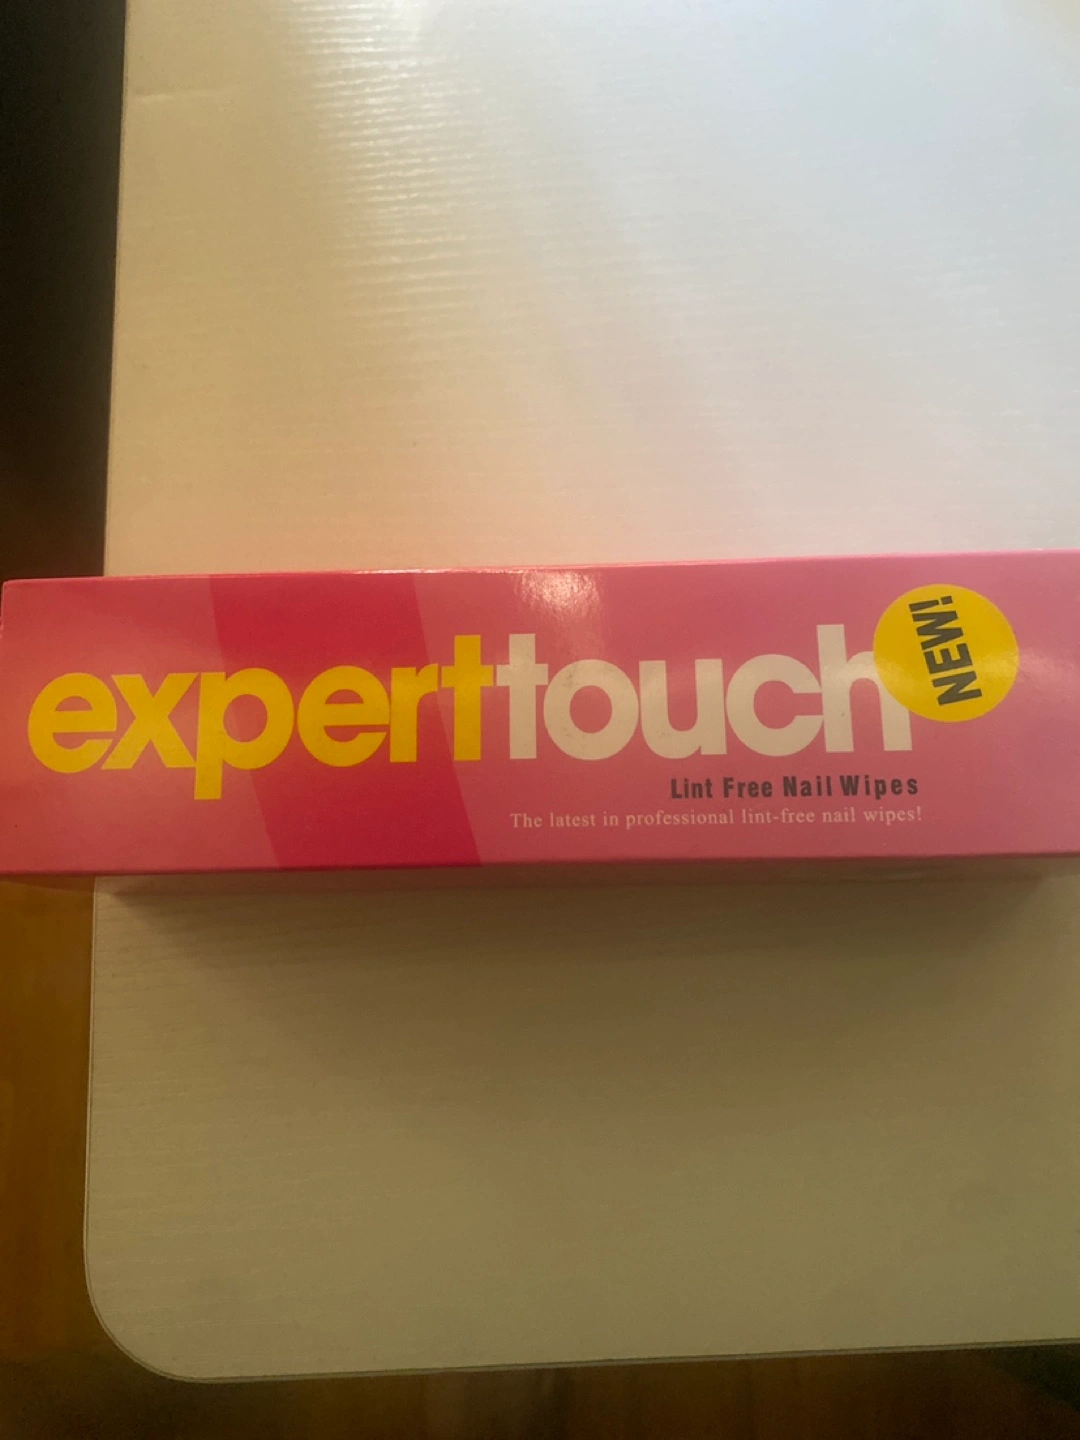 experttouch
NEW!
Lint Free Nail Wipes
The latest in professional lint-free nail wipes!